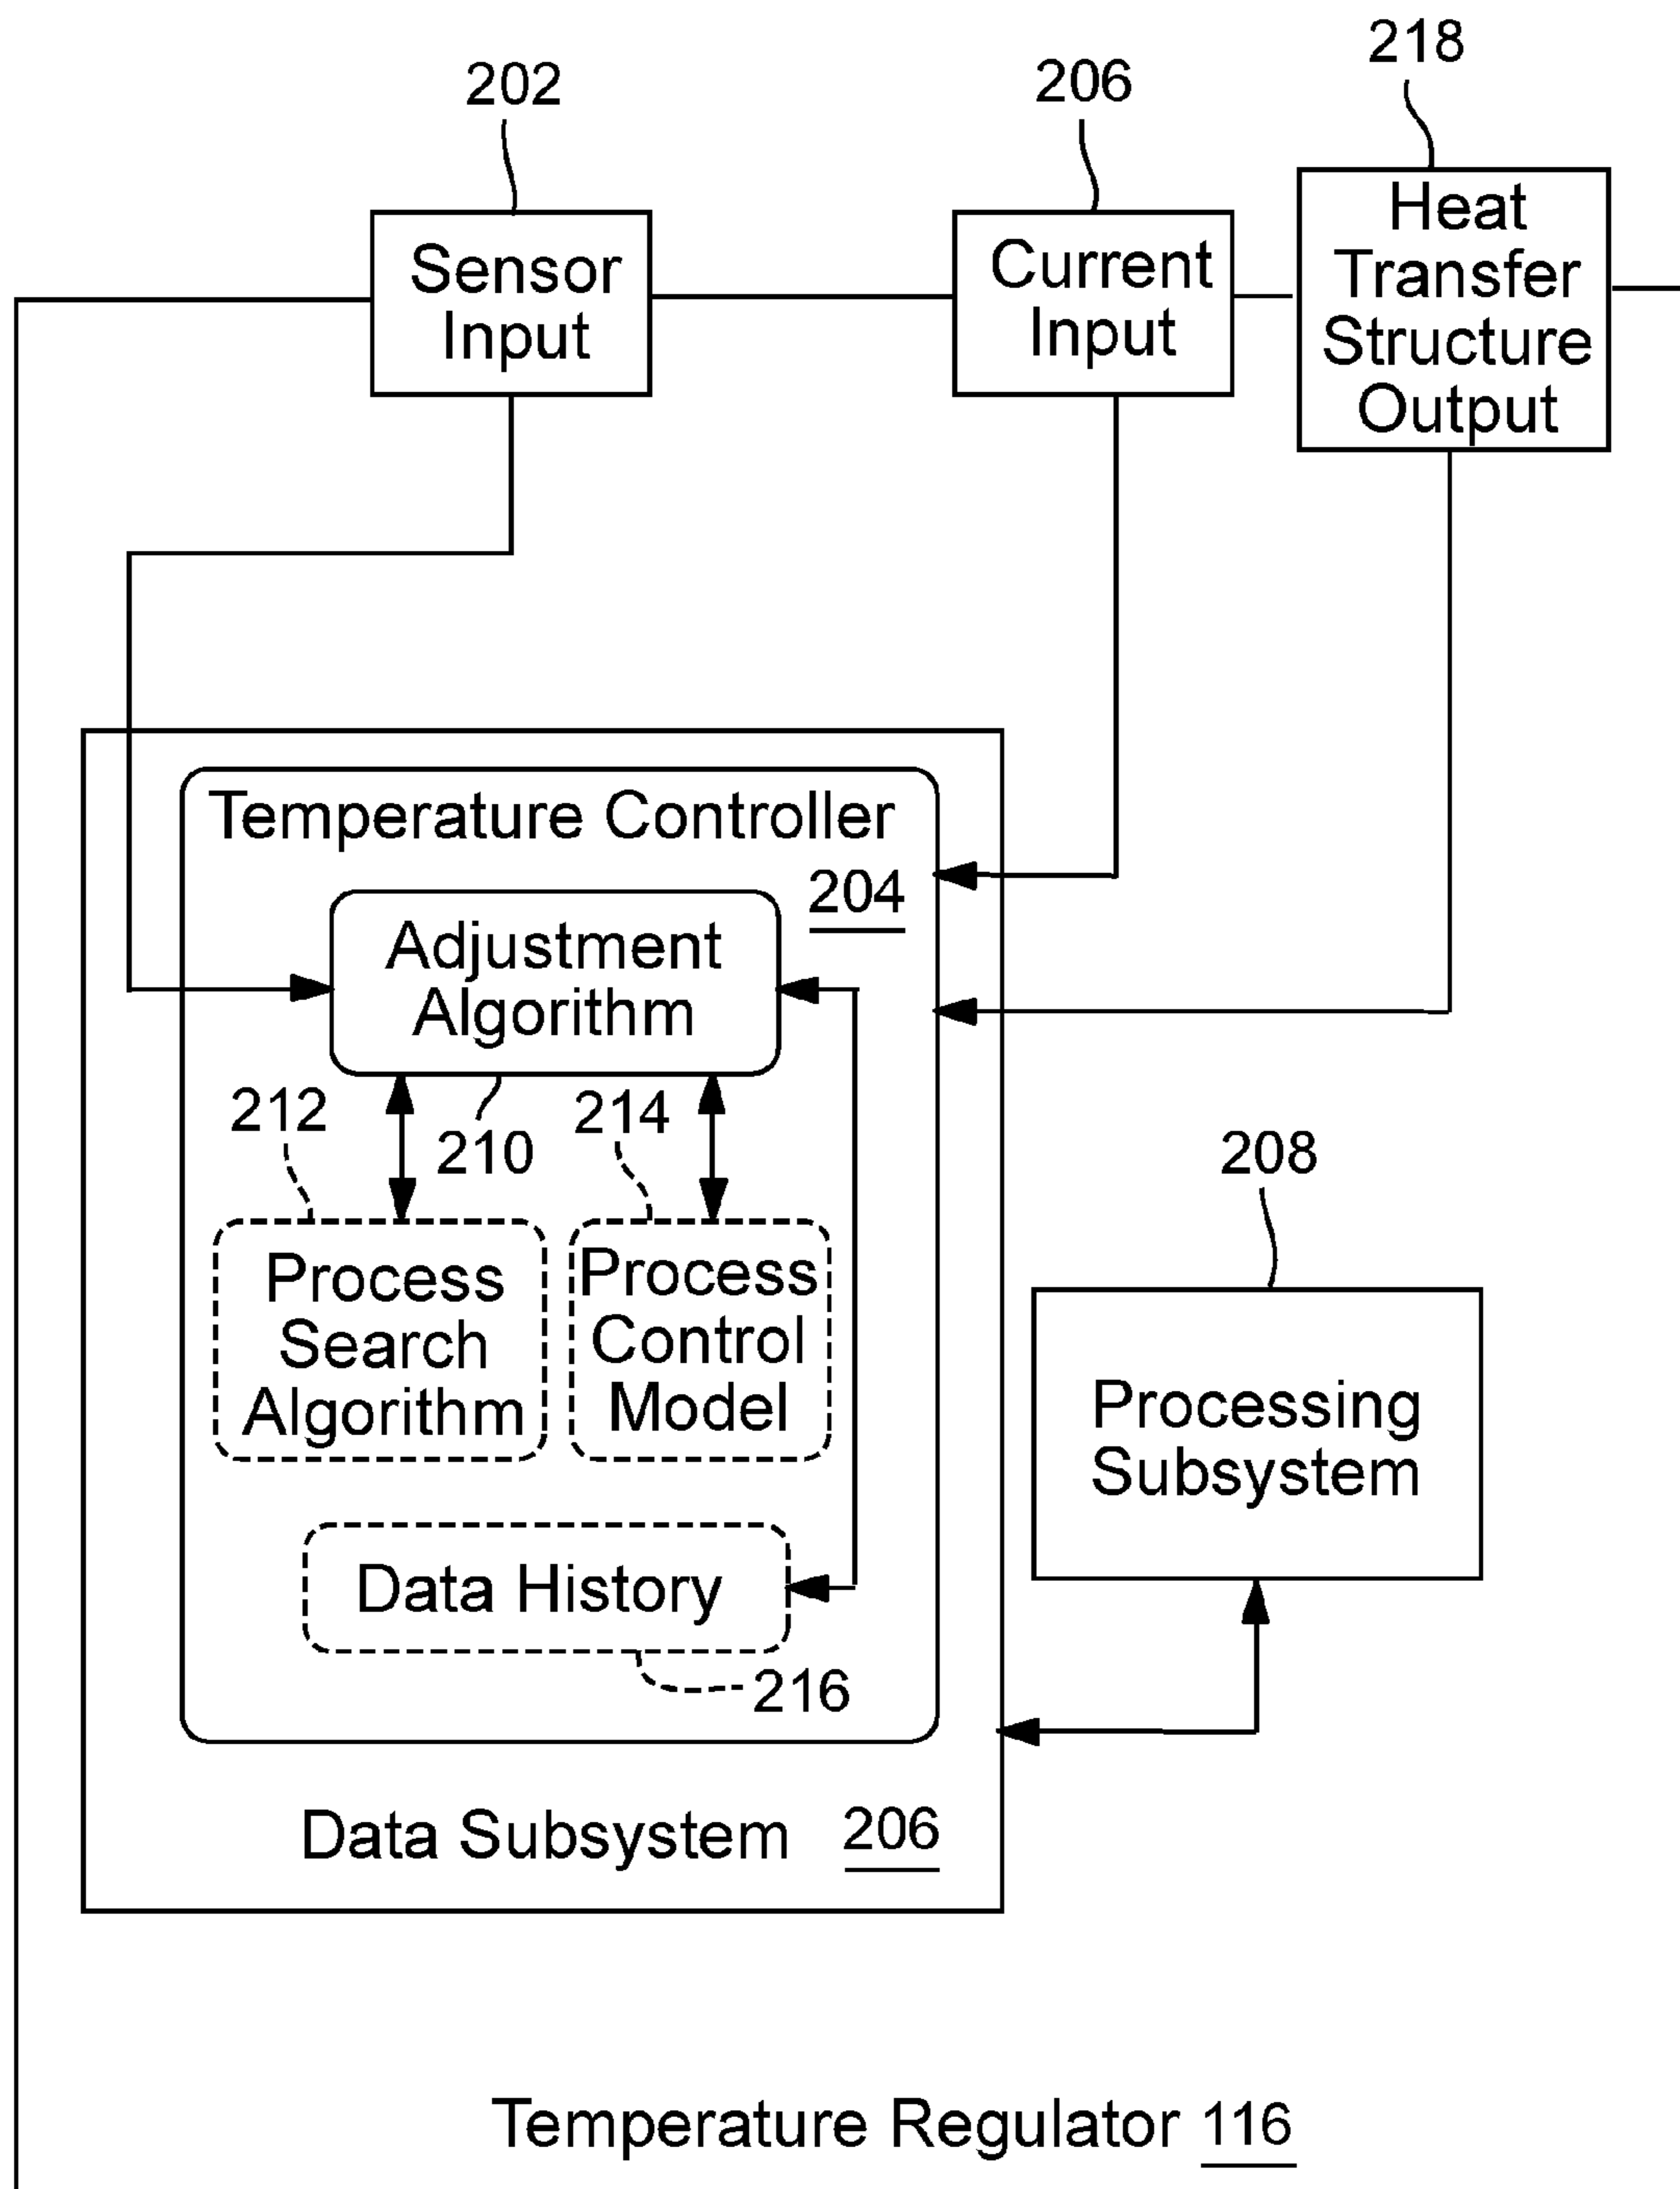 218
202
206
Heat
Transfer
Structure
Output
Sensor
Input
Current
Input
Temperature Controller
204
Adjustment
Algorithm
212
214
210
208
Process
Search
Algorithm
Process
Control
Model
Processing
Subsystem
Data History
216
Data Subsystem 206
Temperature Regulator 116